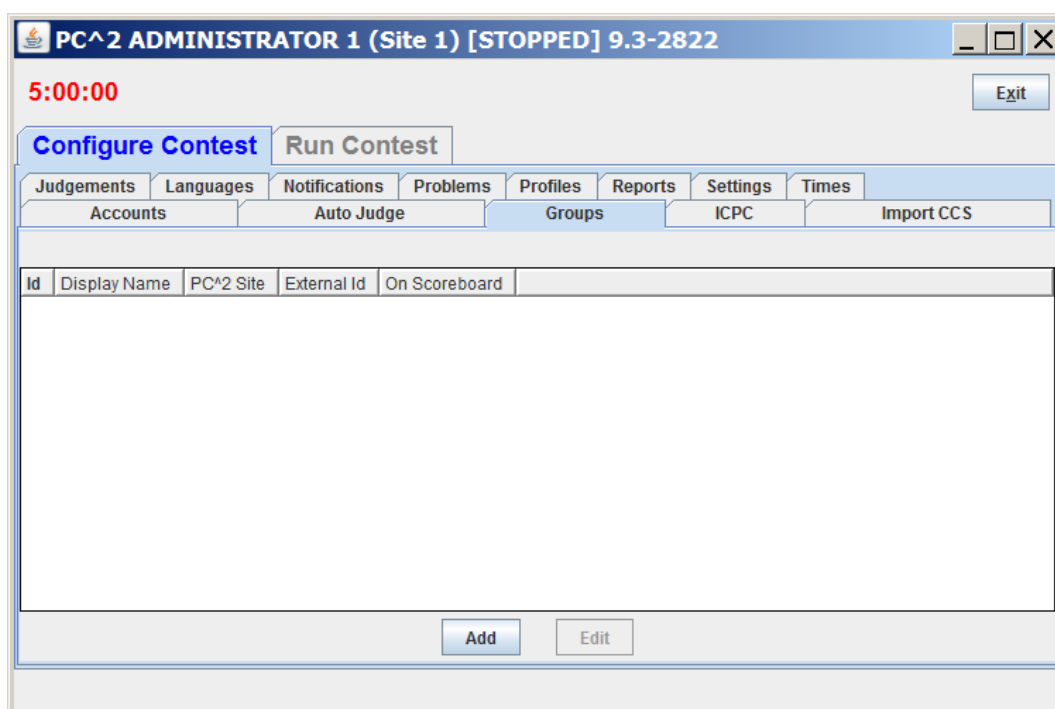 PC^2 ADMINISTRATOR 1 (Site 1) [STOPPED] 9.3-2822
5:00:00 Exit
Configure Contest Run Contest
Judgements Languages Notifications Problems Profiles Reports Settings Times
Accounts Auto Judge Groups ICPC Import CCS
Id Display Name PC^2 Site External Id On Scoreboard
Add Edit